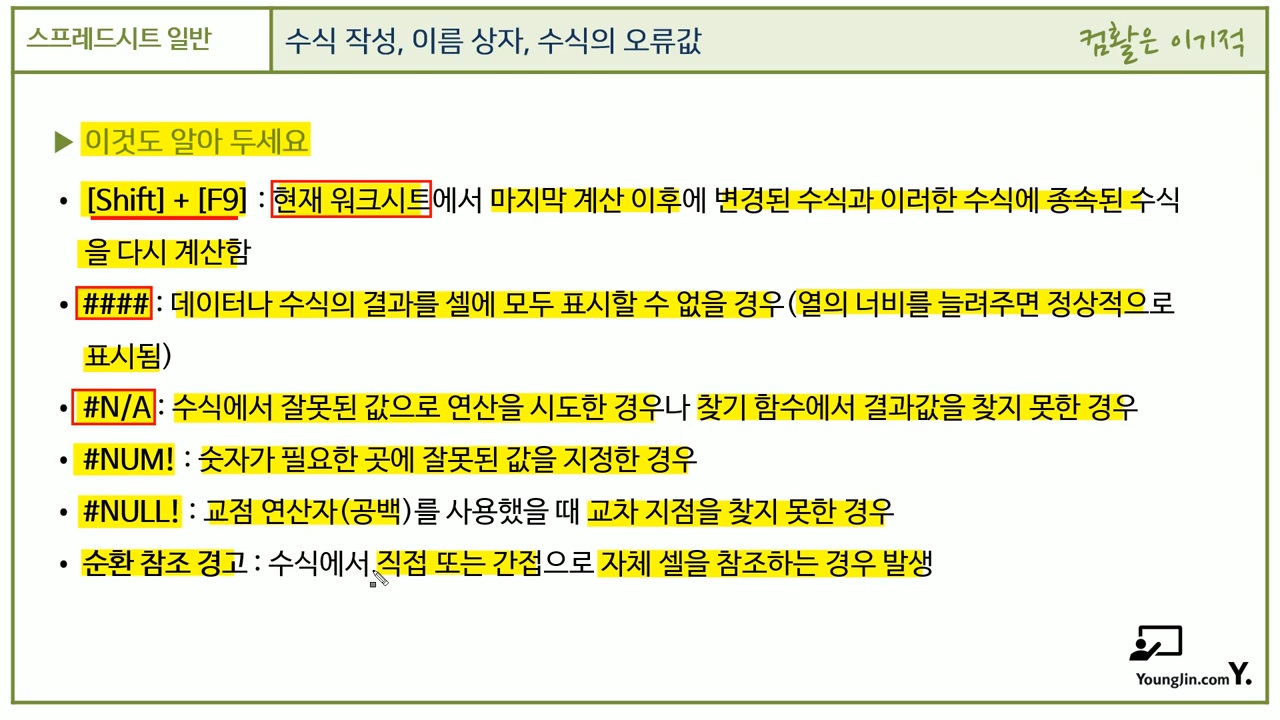 스프레드시트 일반
수식 작성, 이름 상자, 수식의 오류값
컴활은 이기적
▶ 이것도 알아 두세요
• [Shift] + [F9] : 현재 워크시트에서 마지막 계산 이후에 변경된 수식과 이러한 수식에 종속된 수식
을 다시 계산함
• #### : 데이터나 수식의 결과를 셀에 모두 표시할 수 없을 경우(열의 너비를 늘려주면 정상적으로
표시됨)
• #N/A : 수식에서 잘못된 값으로 연산을 시도한 경우나 찾기 함수에서 결과값을 찾지 못한 경우
• #NUM! : 숫자가 필요한 곳에 잘못된 값을 지정한 경우
• #NULL! : 교점 연산자(공백)를 사용했을 때 교차 지점을 찾지 못한 경우
• 순환 참조 경고 : 수식에서 직접 또는 간접으로 자체 셀을 참조하는 경우 발생
YoungJin.com Y.